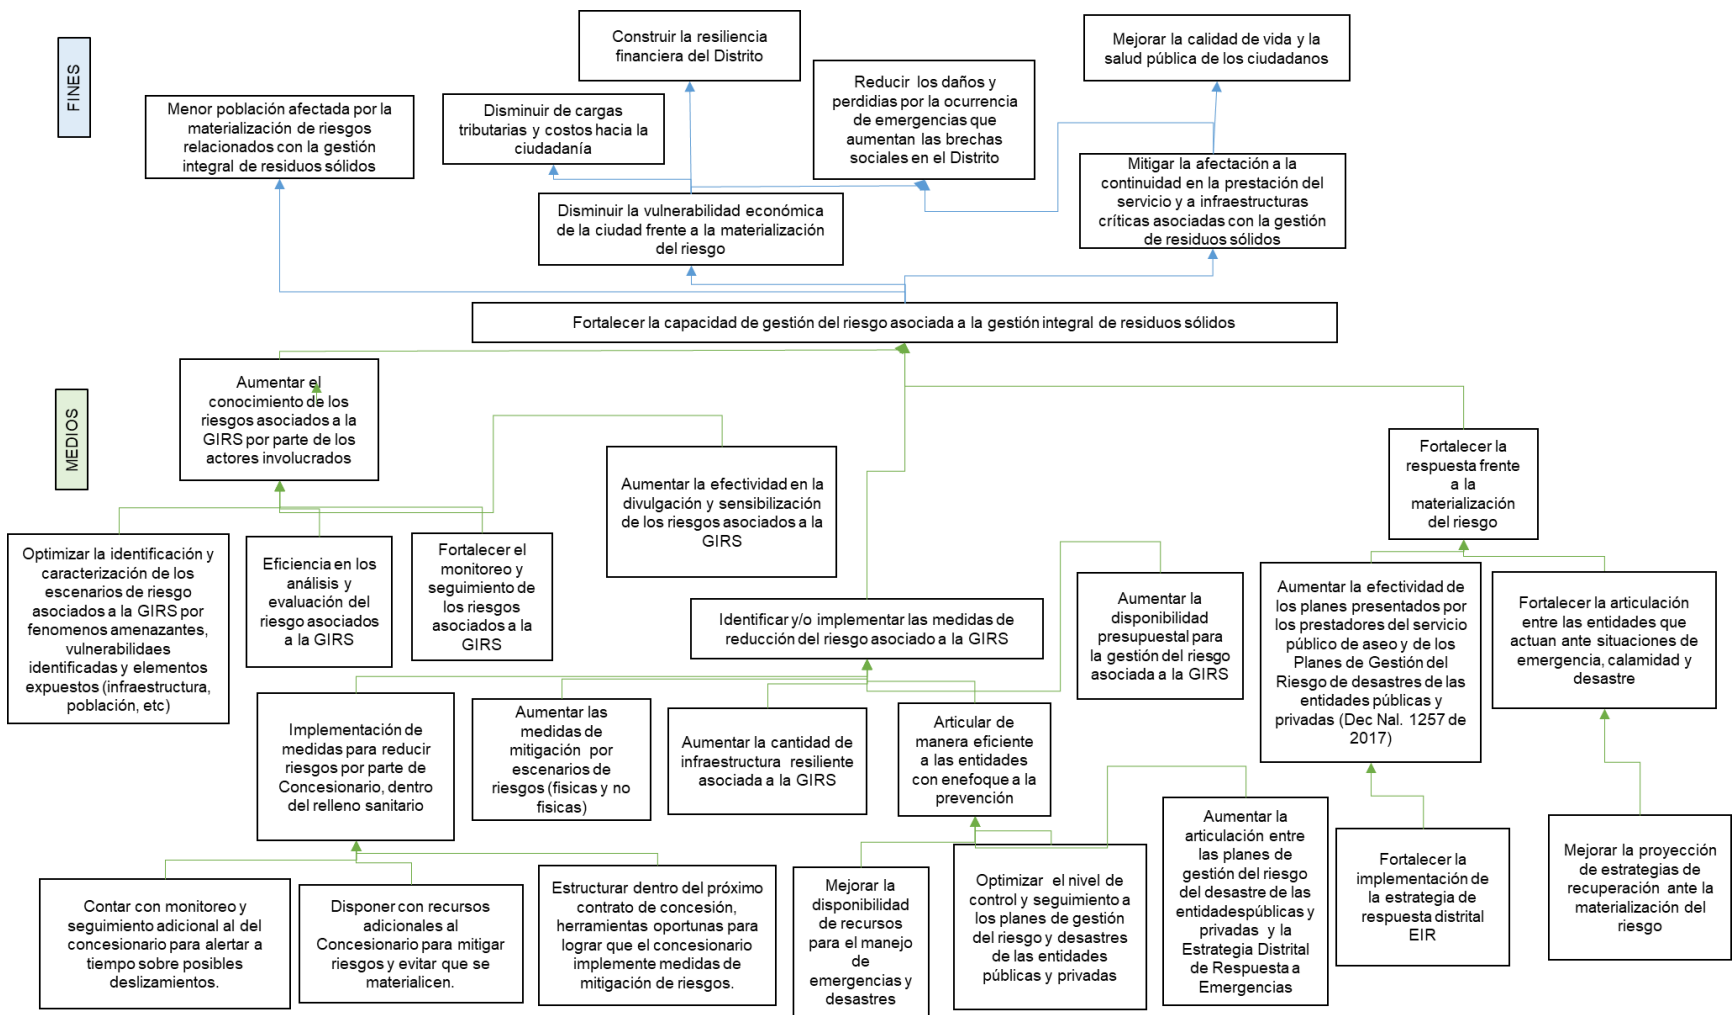 FINES
Construir la resiliencia
financiera del Distrito
Mejorar la calidad de vida y la
salud pública de los ciudadanos
Menor población afectada por la
materialización de riesgos
relacionados con la gestión
integral de residuos sólidos
Disminuir de cargas
tributarias y costos hacia la
ciudadanía
Reducir los daños y
perdidias por la ocurrencia
de emergencias que
aumentan las brechas
sociales en el Distrito
Mitigar la afectación a la
continuidad en la prestación del
servicio y a infraestructuras
críticas asociadas con la gestión
de residuos sólidos
Disminuir la vulnerabilidad económica
de la ciudad frente a la materialización
del riesgo
Fortalecer la capacidad de gestión del riesgo asociada a la gestión integral de residuos sólidos
MEDIOS
Aumentar el
conocimiento de los
riesgos asociados a la
GIRS por parte de los
actores involucrados
Aumentar la efectividad en la
divulgación y sensibilización
de los riesgos asociados a la
GIRS
Fortalecer la
respuesta frente
a la
materialización
del riesgo
Optimizar la identificación y
caracterización de los
escenarios de riesgo
asociados a la GIRS por
fenomenos amenazantes,
vulnerabilidaes
identificadas y elementos
expuestos (infraestructura,
población, etc)
Eficiencia en los
análisis y
evaluación del
riesgo asociados
a la GIRS
Fortalecer el
monitoreo y
seguimiento de
los riesgos
asociados a la
GIRS
Identificar y/o implementar las medidas de
reducción del riesgo asociado a la GIRS
Aumentar la
disponibilidad
presupuestal para
la gestión del riesgo
asociada a la GIRS
Aumentar la efectividad de
los planes presentados por
los prestadores del servicio
público de aseo y de los
Planes de Gestión del
Riesgo de desastres de las
entidades públicas y
privadas (Dec Nal. 1257 de
2017)
Fortalecer la articulación
entre las entidades que
actuan ante situaciones de
emergencia, calamidad y
desastre
Implementación de
medidas para reducir
riesgos por parte de
Concesionario, dentro
del relleno sanitario
Aumentar las
medidas de
mitigación por
escenarios de
riesgos (fisicas y no
fisicas)
Aumentar la cantidad de
infraestructura resiliente
asociada a la GIRS
Articular de
manera eficiente
a las entidades
con enefoque a la
prevención
Contar con monitoreo y
seguimiento adicional al del
concesionario para alertar a
tiempo sobre posibles
deslizamientos.
Disponer con recursos
adicionales al
Concesionario para mitigar
riesgos y evitar que se
materialicen.
Estructurar dentro del próximo
contrato de concesión,
herramientas oportunas para
lograr que el concesionario
implemente medidas de
mitigación de riesgos.
Mejorar la
disponibilidad
de recursos
para el manejo
de
emergencias y
desastres
Optimizar el nivel de
control y seguimiento a
los planes de gestión
del riesgo y desastres
de las entidades
públicas y privadas
Aumentar la
articulación entre
las planes de
gestión del riesgo
del desastre de las
entidadespúblicas y
privadas y la
Estrategia Distrital
de Respuesta a
Emergencias
Fortalecer la
implementación de
la estrategia de
respuesta distrital
EIR
Mejorar la proyección
de estrategias de
recuperación ante la
materialización del
riesgo